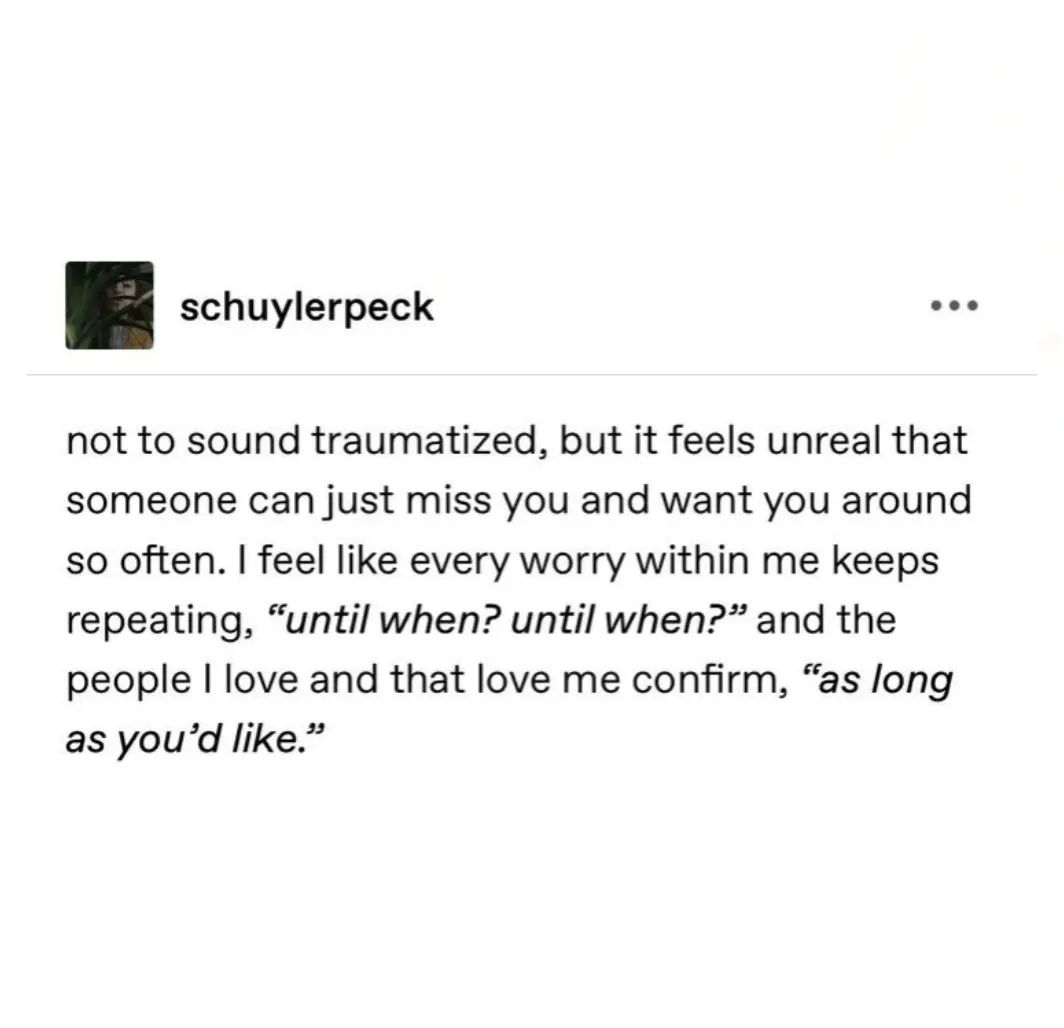 schuylerpeck
not to sound traumatized, but it feels unreal that
someone can just miss you and want you around
so often. I feel like every worry within me keeps
repeating, “until when? until when?” and the
people I love and that love me confirm, “as long
as you’d like.”